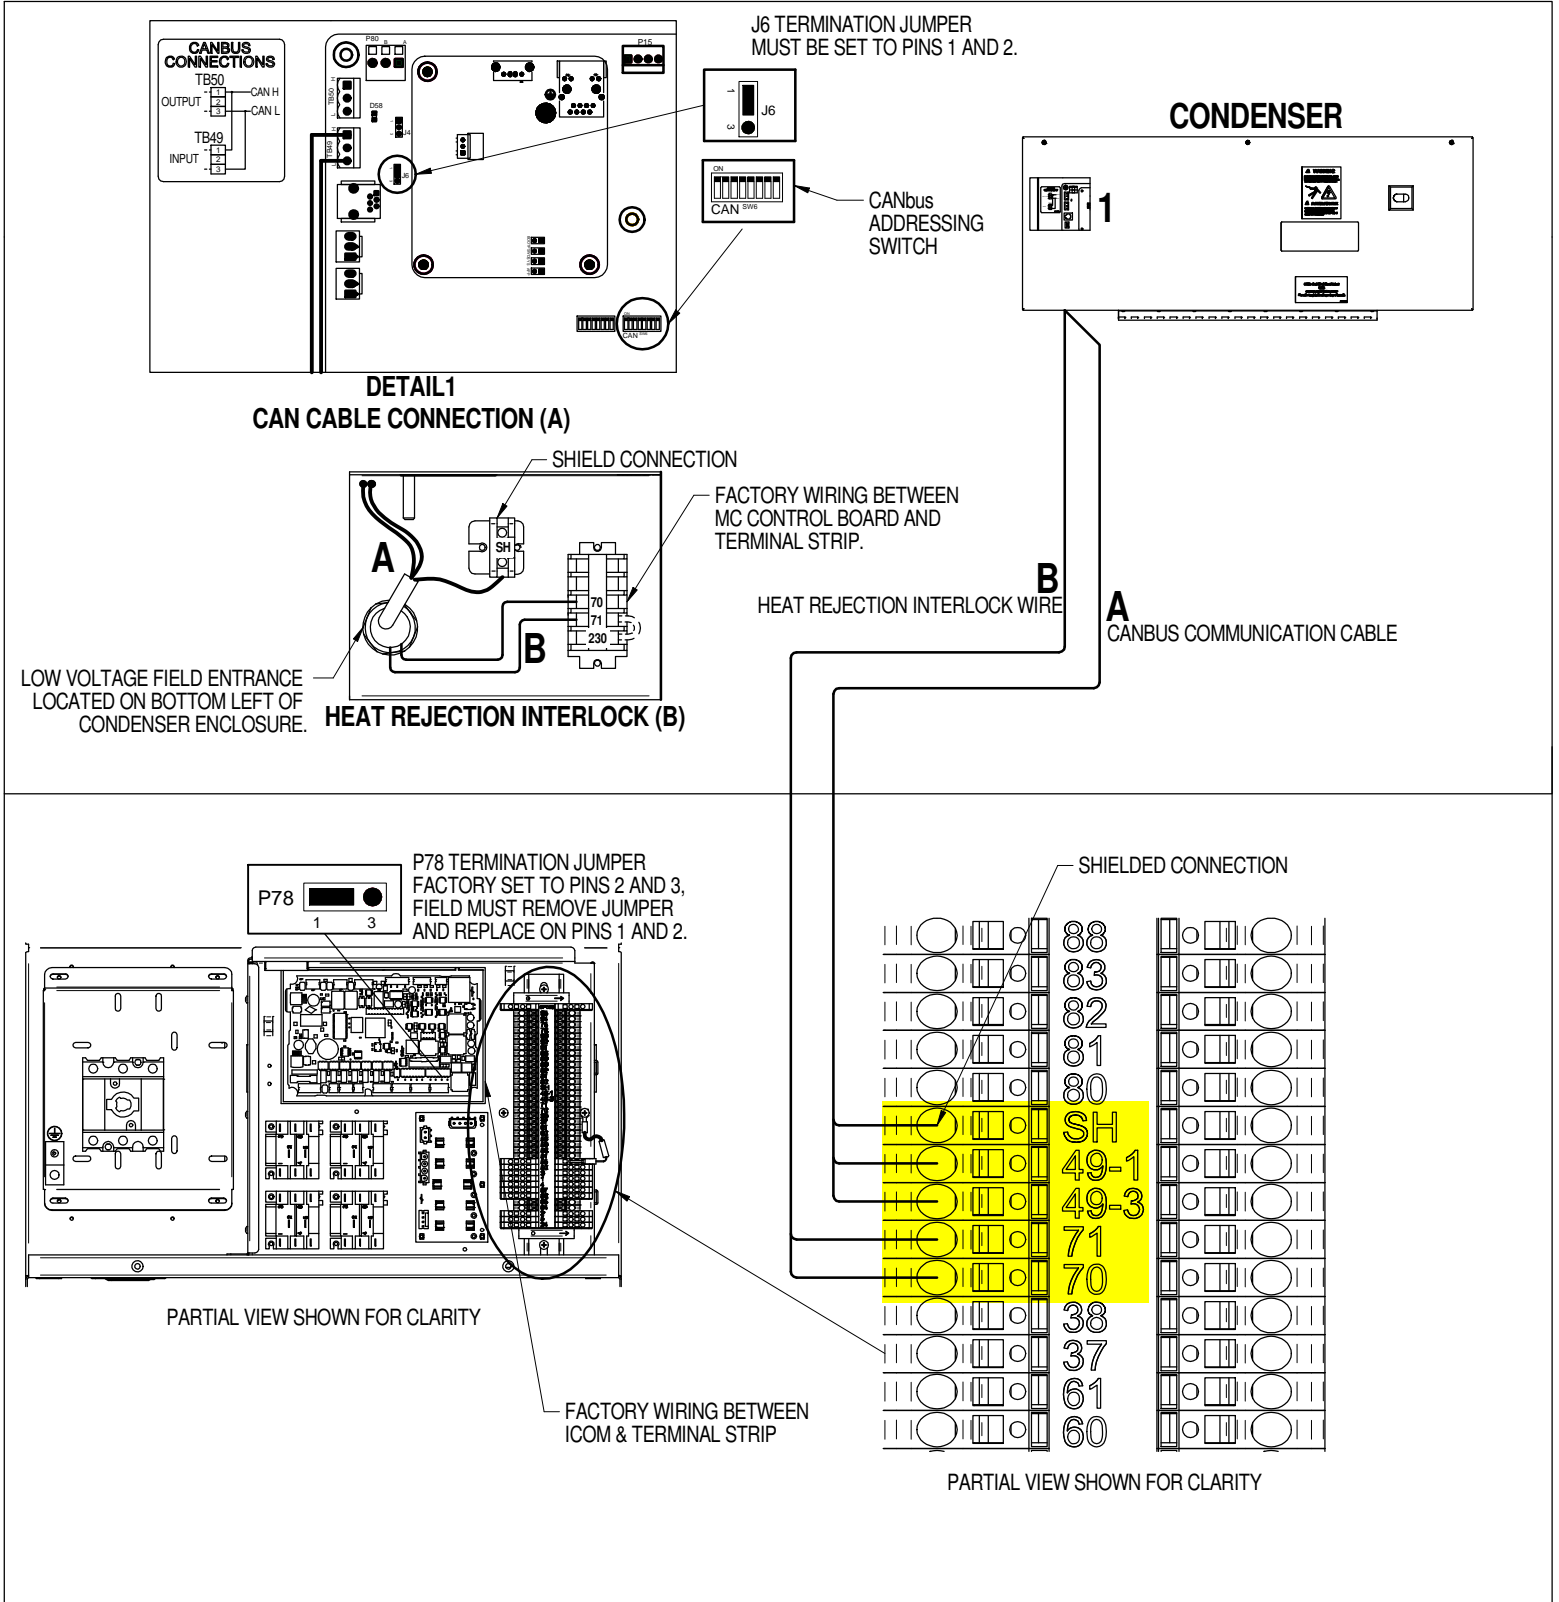 J6 TERMINATION JUMPER
MUST BE SET TO PINS 1 AND 2.
CANBUS
CONNECTIONS
TB50
OUTPUT
1
2
3
CAN H
CAN L
TB49
INPUT
1
2
3
P80
B
A
P15
H
TB50
L
D58
J4
H
TB49
J6
1
J6
3
ON
CAN SW6
CANbus
ADDRESSING
SWITCH
CONDENSER
1
CAN
DETAIL1
CAN CABLE CONNECTION (A)
SHIELD CONNECTION
FACTORY WIRING BETWEEN
MC CONTROL BOARD AND
TERMINAL STRIP.
A
SH
70
71
230
B
LOW VOLTAGE FIELD ENTRANCE
LOCATED ON BOTTOM LEFT OF
CONDENSER ENCLOSURE.
HEAT REJECTION INTERLOCK (B)
B
HEAT REJECTION INTERLOCK WIRE
A
CANBUS COMMUNICATION CABLE
P78
1
3
P78 TERMINATION JUMPER
FACTORY SET TO PINS 2 AND 3,
FIELD MUST REMOVE JUMPER
AND REPLACE ON PINS 1 AND 2.
SHIELDED CONNECTION
88
83
82
81
80
SH
49-1
49-3
71
70
38
37
61
60
PARTIAL VIEW SHOWN FOR CLARITY
FACTORY WIRING BETWEEN
ICOM & TERMINAL STRIP
PARTIAL VIEW SHOWN FOR CLARITY